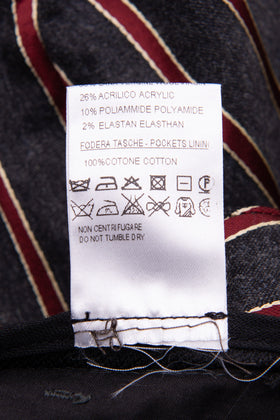 26% ACRILICO ACRYLIC
10% POLIAMMIDE POLYAMIDE
2% ELASTAN ELASTHAN
FODERA TASCHE - POCKETS LINING
100%COTONE COTTON
NON CENTRIFUGARE
DO NOT TUMBLE DRY